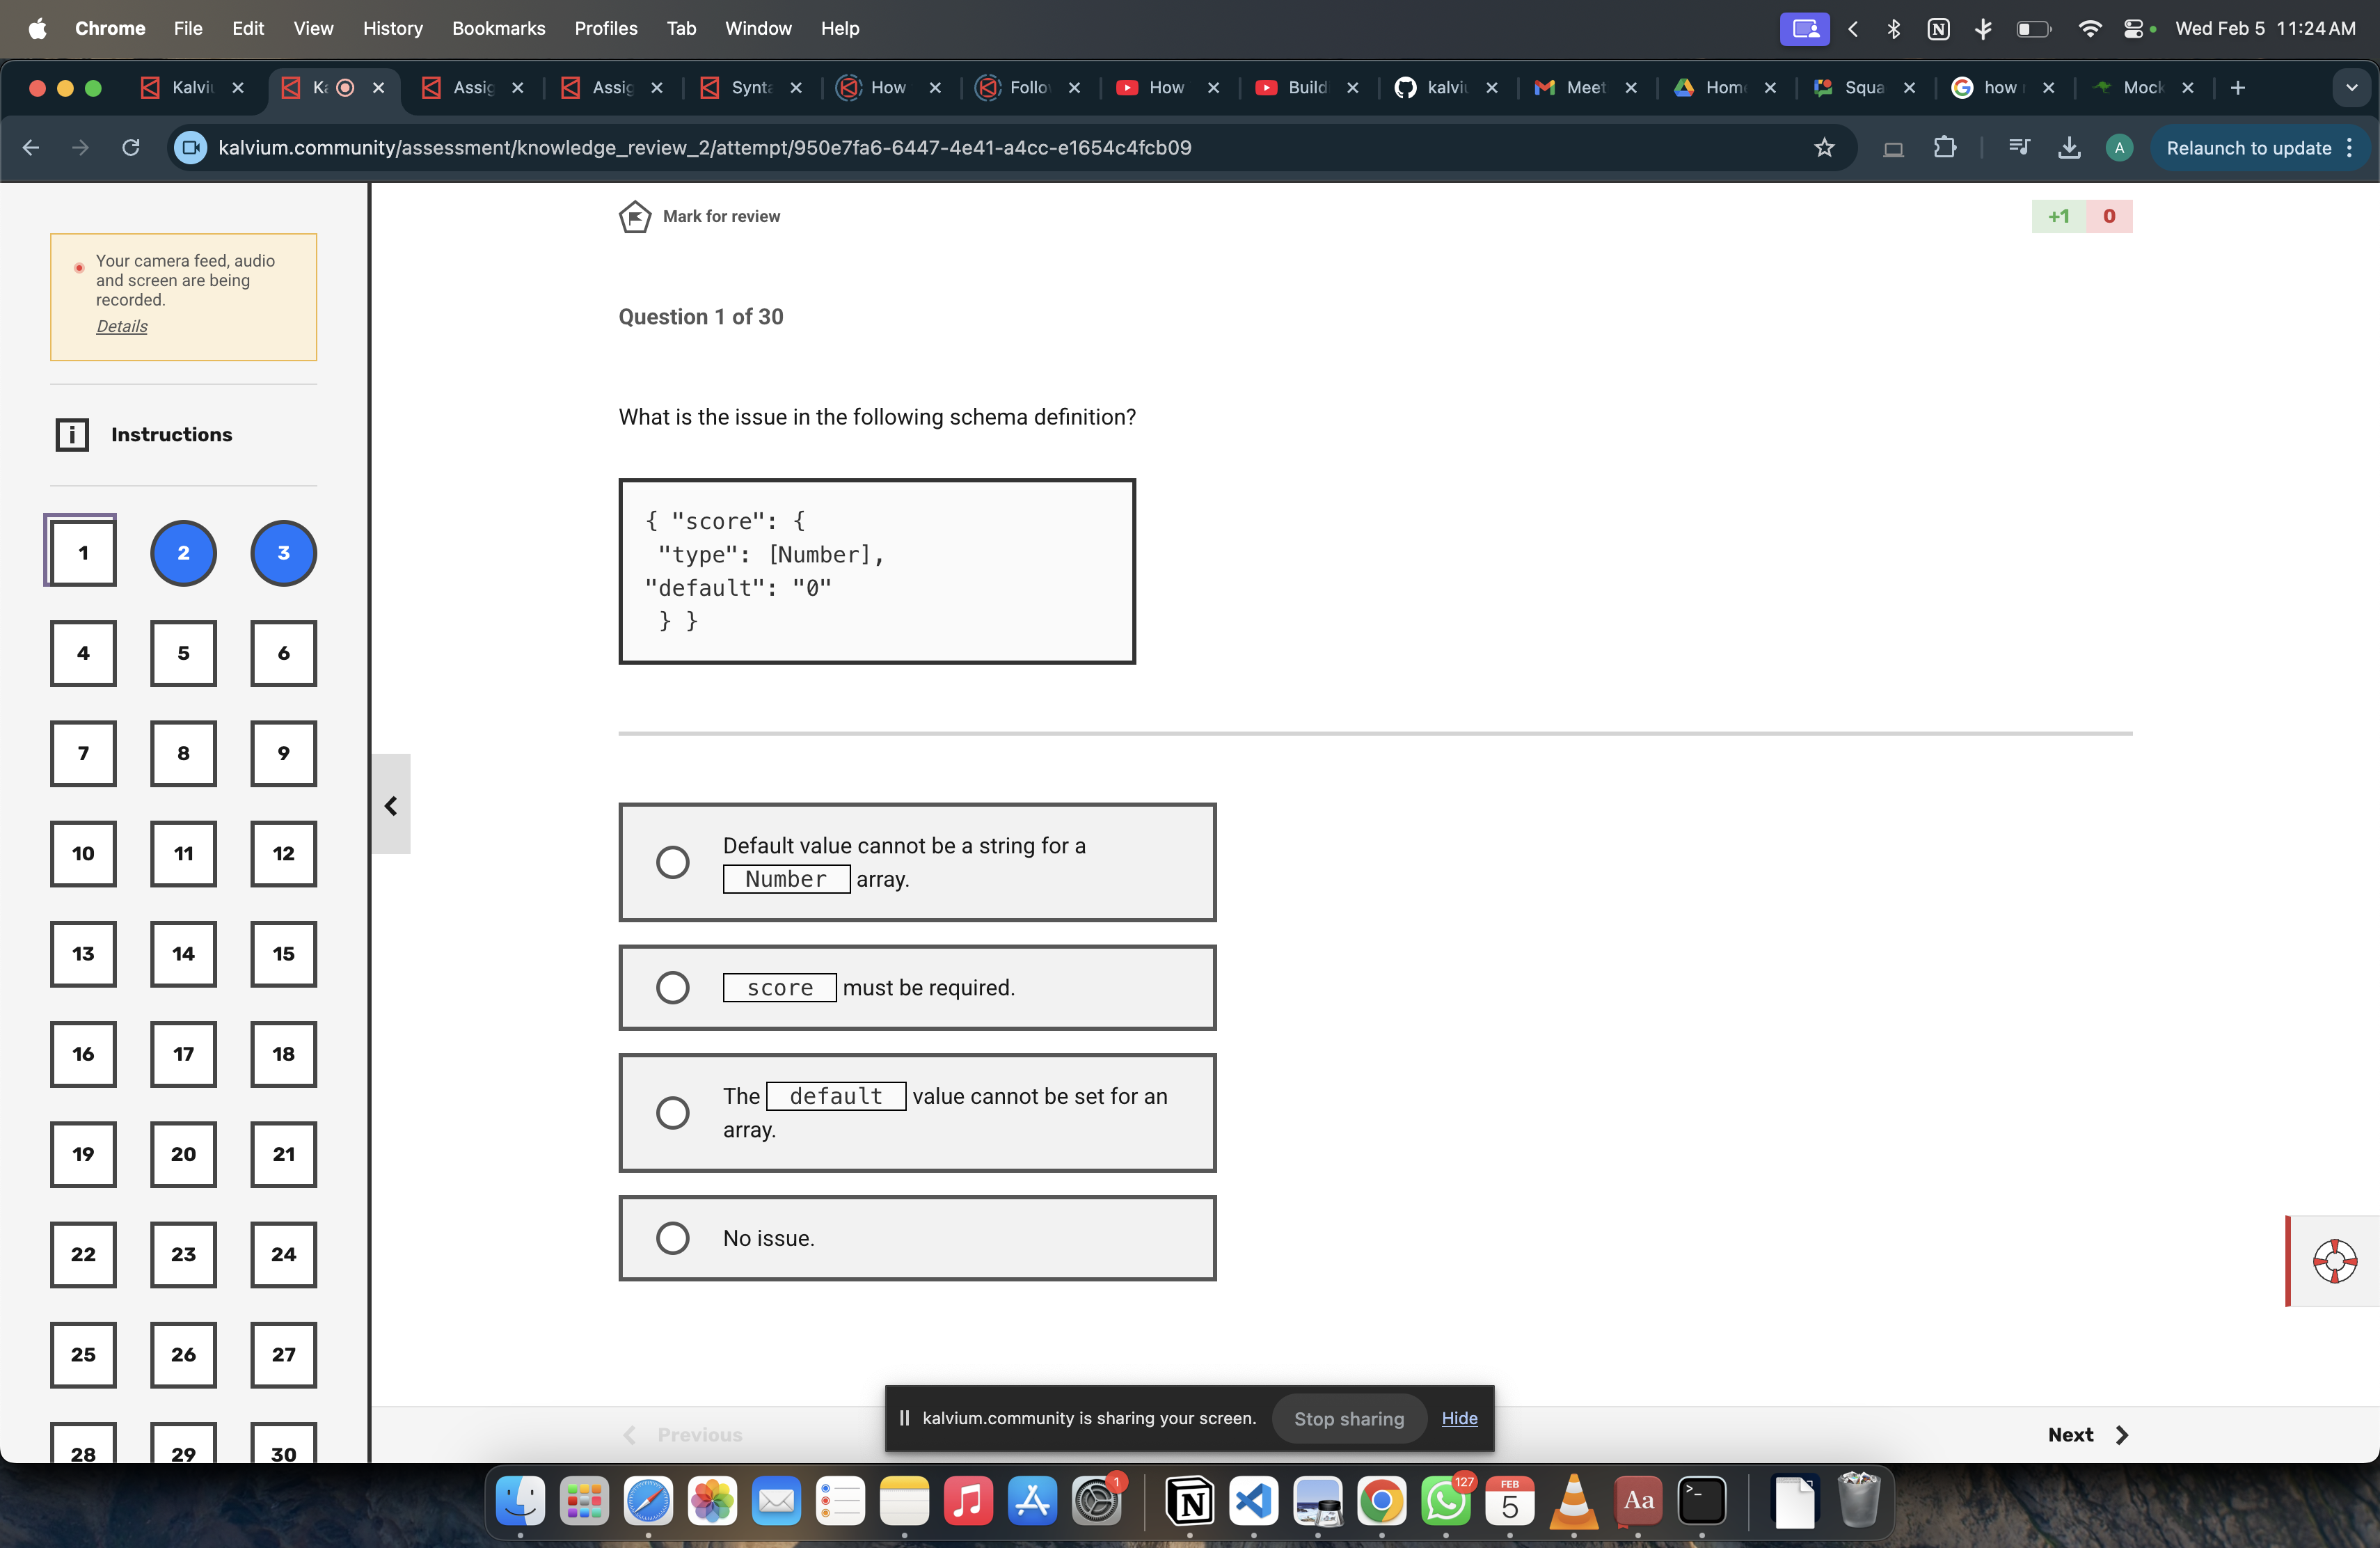 Chrome File Edit View History Bookmarks Profiles Tab Window Help Wed Feb 5 11:24 AM
Kalviu Ka Assig Assig Synta How Follo How Build kalviu Meet Home Squa how Mock
kalvium.community/assessment/knowledge_review_2/attempt/950e7fa6-6447-4e41-a4cc-e1654c4fcb09 A Relaunch to update
Your camera feed, audio
and screen are being
recorded.
Details
Instructions
1 2 3
4 5 6
7 8 9
10 11 12
13 14 15
16 17 18
19 20 21
22 23 24
25 26 27
28 29 30
Mark for review +1 0
Question 1 of 30
What is the issue in the following schema definition?
{ "score": {
"type": [Number],
"default": "0"
} }
Default value cannot be a string for a
Number array.
score must be required.
The default value cannot be set for an
array.
No issue.
Previous Next
kalvium.community is sharing your screen. Stop sharing Hide
1 127 FEB 5 Aa